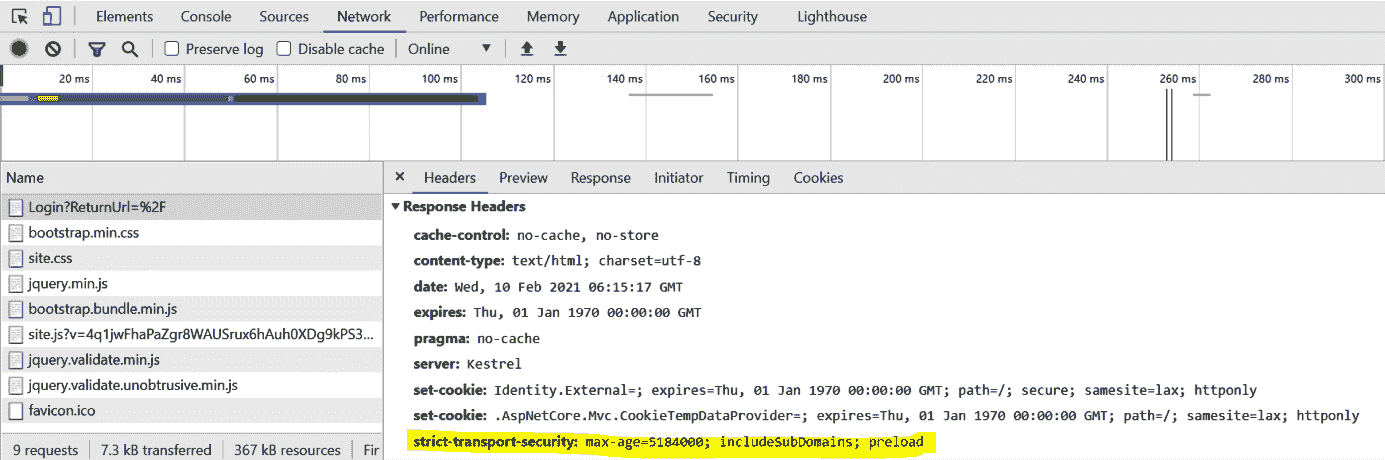 Elements Console Sources Network Performance Memory Application Security Lighthouse
Preserve log Disable cache Online
20 ms 40 ms 60 ms 80 ms 100 ms 120 ms 140 ms 160 ms 180 ms 200 ms 220 ms 240 ms 260 ms 280 ms 300 ms
Name
Login?ReturnUrl=%2F
bootstrap.min.css
site.css
jquery.min.js
bootstrap.bundle.min.js
site.js?v=4q1jwFhaPaZgr8WAUSrux6hAuh0XDg9kPS3...
jquery.validate.min.js
jquery.validate.unobtrusive.min.js
favicon.ico
9 requests 7.3 kB transferred 367 kB resources Fir
Headers Preview Response Initiator Timing Cookies
Response Headers
cache-control: no-cache, no-store
content-type: text/html; charset=utf-8
date: Wed, 10 Feb 2021 06:15:17 GMT
expires: Thu, 01 Jan 1970 00:00:00 GMT
pragma: no-cache
server: Kestrel
set-cookie: Identity.External=; expires=Thu, 01 Jan 1970 00:00:00 GMT; path=/; secure; samesite=lax; httponly
set-cookie: .AspNetCore.Mvc.CookieTempDataProvider=; expires=Thu, 01 Jan 1970 00:00:00 GMT; path=/; samesite=lax; httponly
strict-transport-security: max-age=5184000; includeSubDomains; preload